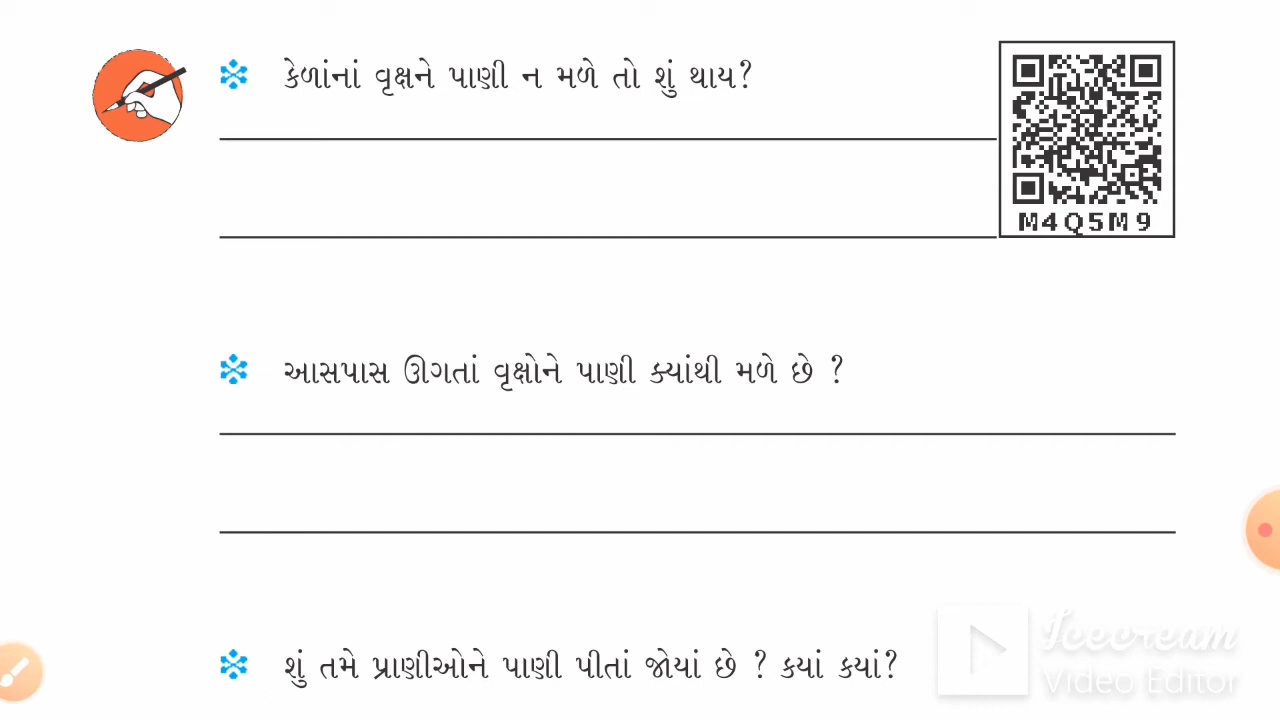 કેળાંનાં વૃક્ષને પાણી ન મળે તો શું થાય?
M4Q5M9
આસપાસ ઊગતાં વૃક્ષોને પાણી ક્યાંથી મળે છે ?
શું તમે પ્રાણીઓને પાણી પીતાં જોયાં છે ? કયાં કયાં?
Icecream
Video Editor